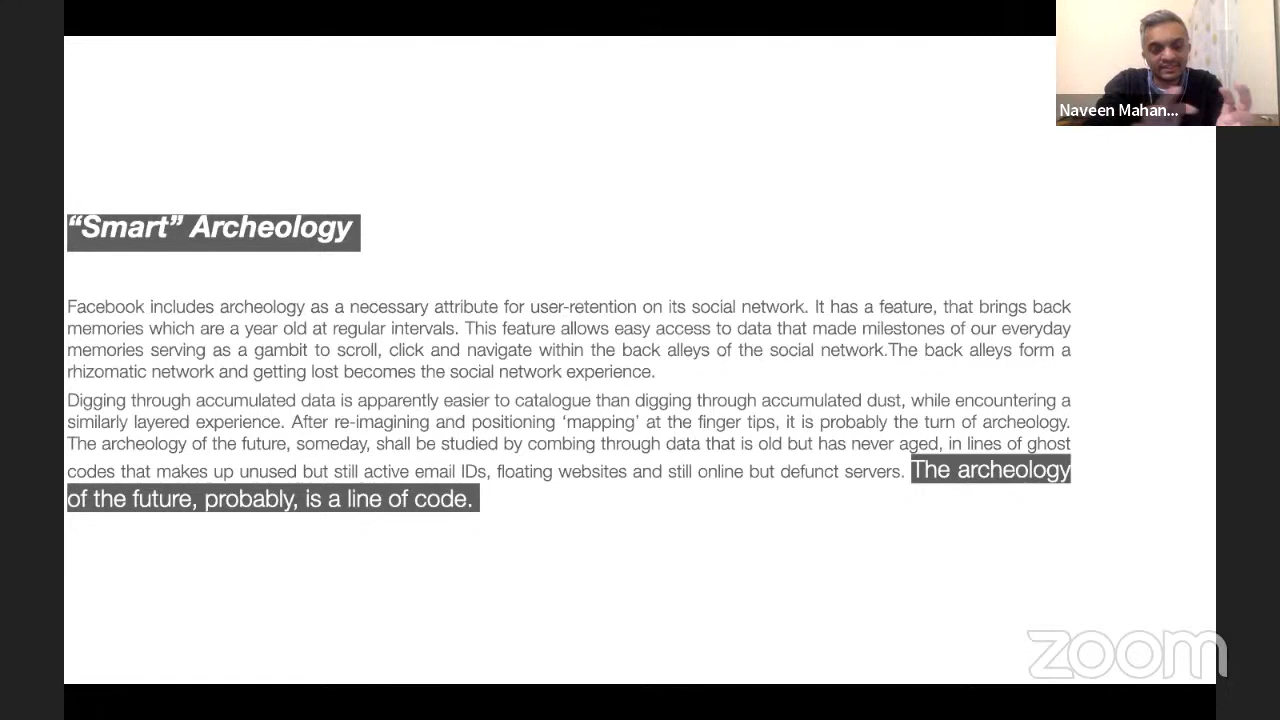 Naveen Mahan...
“Smart” Archeology
Facebook includes archeology as a necessary attribute for user-retention on its social network. It has a feature, that brings back
memories which are a year old at regular intervals. This feature allows easy access to data that made milestones of our everyday
memories serving as a gambit to scroll, click and navigate within the back alleys of the social network.The back alleys form a
rhizomatic network and getting lost becomes the social network experience.
Digging through accumulated data is apparently easier to catalogue than digging through accumulated dust, while encountering a
similarly layered experience. After re-imagining and positioning ‘mapping’ at the finger tips, it is probably the turn of archeology.
The archeology of the future, someday, shall be studied by combing through data that is old but has never aged, in lines of ghost
codes that makes up unused but still active email IDs, floating websites and still online but defunct servers. The archeology
of the future, probably, is a line of code.
zoom